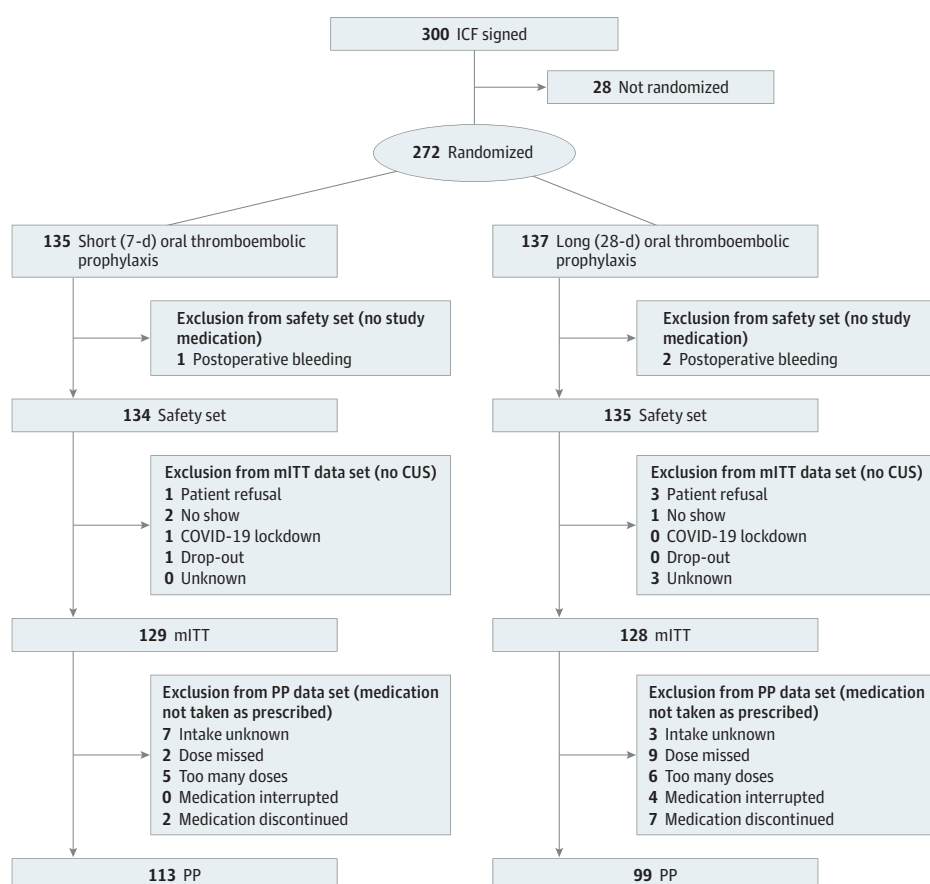 300 ICF signed
28 Not randomized
272 Randomized
135 Short (7-d) oral thromboembolic
prophylaxis
137 Long (28-d) oral thromboembolic
prophylaxis
Exclusion from safety set (no study
medication)
1 Postoperative bleeding
Exclusion from safety set (no study
medication)
2 Postoperative bleeding
134 Safety set
135 Safety set
Exclusion from mITT data set (no CUS)
1 Patient refusal
2 No show
1 COVID-19 lockdown
1 Drop-out
0 Unknown
Exclusion from mITT data set (no CUS)
3 Patient refusal
1 No show
0 COVID-19 lockdown
0 Drop-out
3 Unknown
129 mITT
128 mITT
Exclusion from PP data set (medication
not taken as prescribed)
7 Intake unknown
2 Dose missed
5 Too many doses
0 Medication interrupted
2 Medication discontinued
Exclusion from PP data set (medication
not taken as prescribed)
3 Intake unknown
9 Dose missed
6 Too many doses
4 Medication interrupted
7 Medication discontinued
113 PP
99 PP